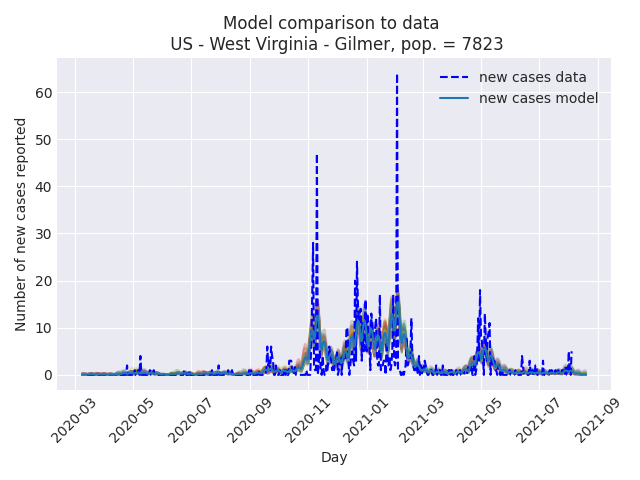 Model comparison to data
US - West Virginia - Gilmer, pop. = 7823
new cases data
new cases model
Number of new cases reported
60
50
40
30
20
10
0
2020-03
2020-05
2020-07
2020-09
2020-11
2021-01
2021-03
2021-05
2021-07
2021-09
Day